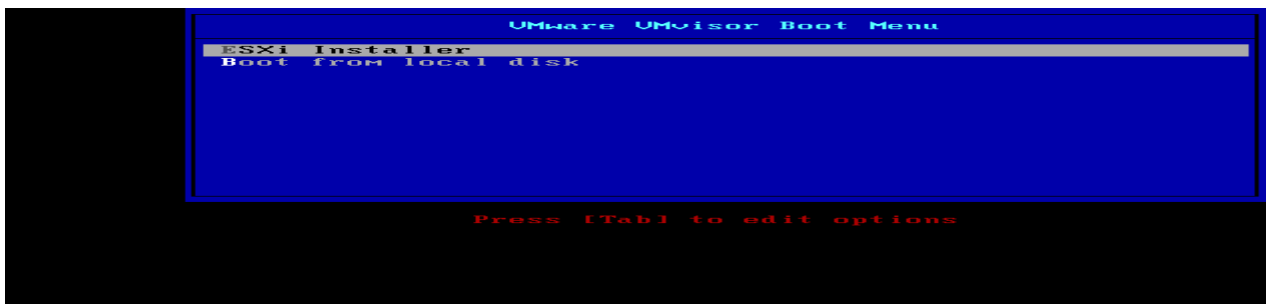 VMware VMvisor Boot Menu
ESXi Installer
Boot from local disk
Press [Tab] to edit options